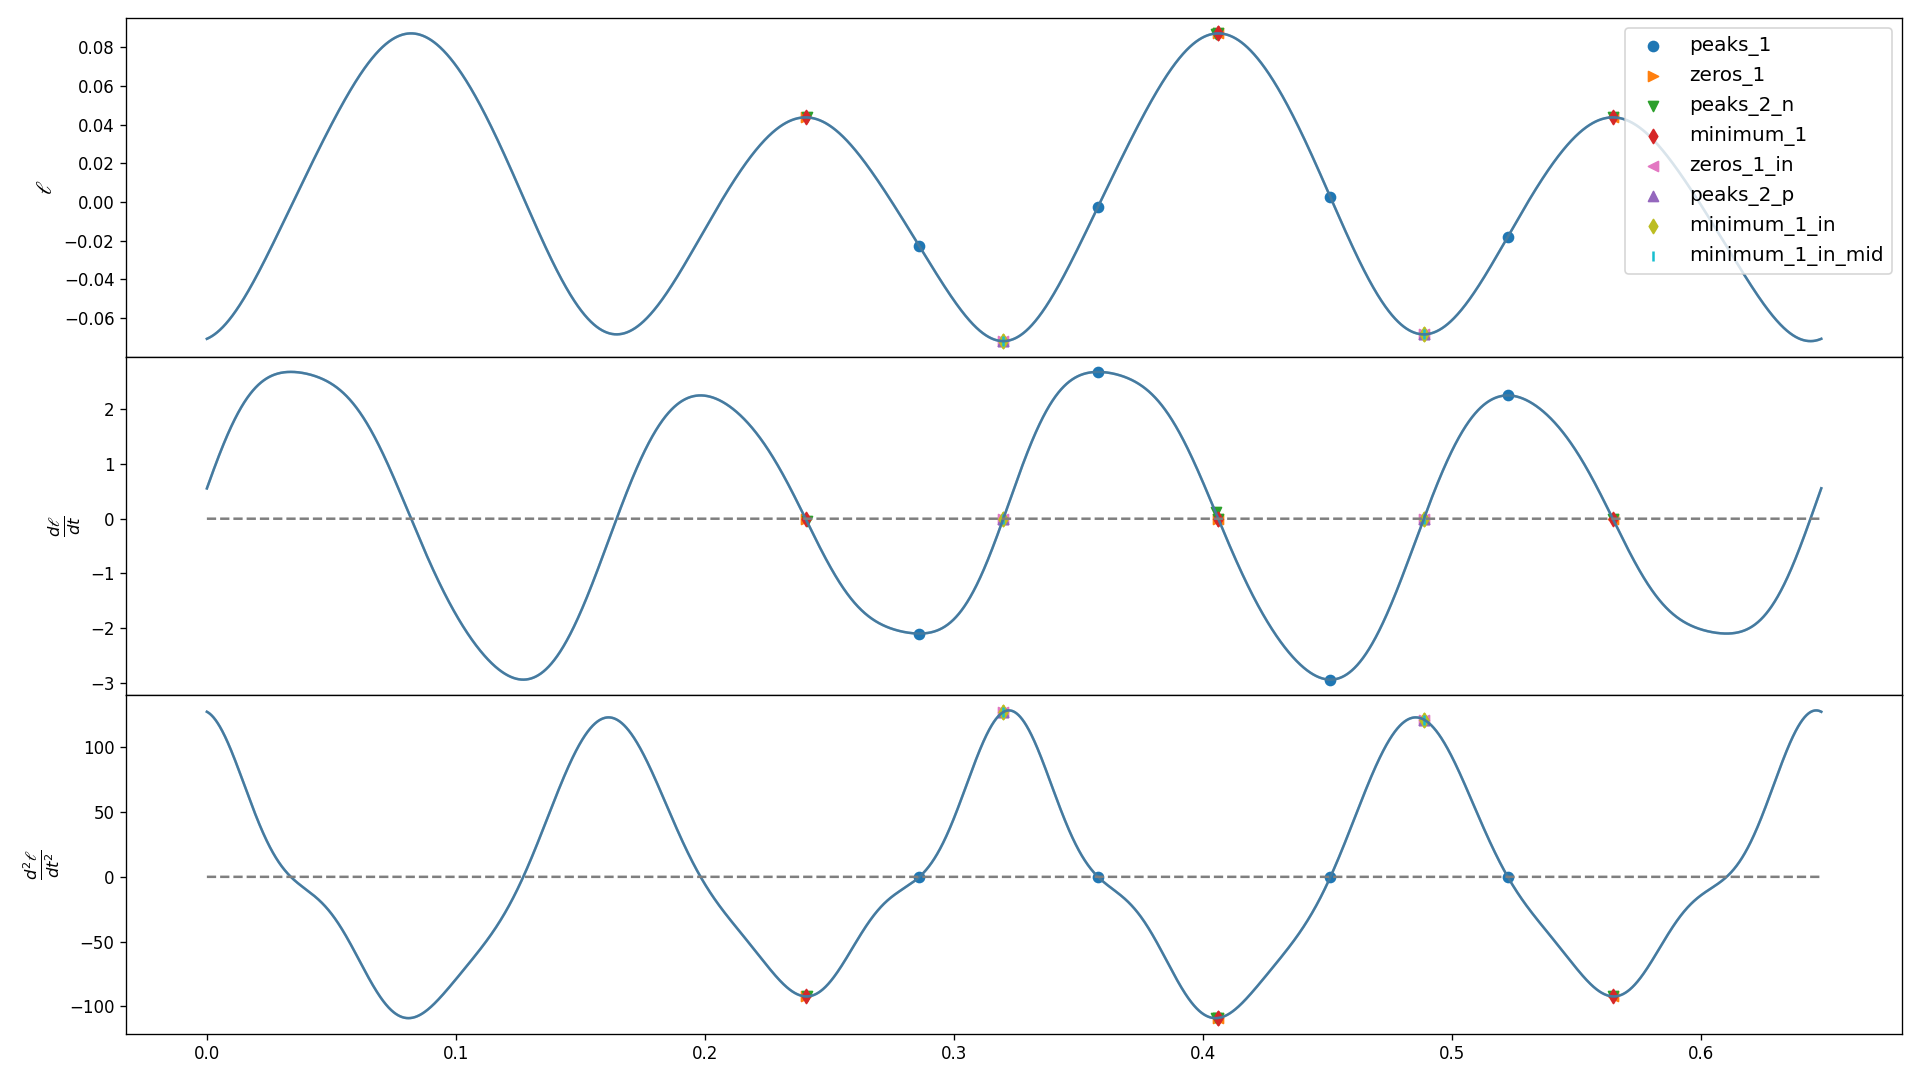 0.08
0.06
0.04
0.02
0.00
−0.02
−0.04
−0.06
ℓ
peaks_1
zeros_1
peaks_2_n
minimum_1
zeros_1_in
peaks_2_p
minimum_1_in
minimum_1_in_mid
2
1
0
−1
−2
−3
dℓ
dt
100
50
0
−50
−100
d²ℓ
dt²
0.0 0.1 0.2 0.3 0.4 0.5 0.6